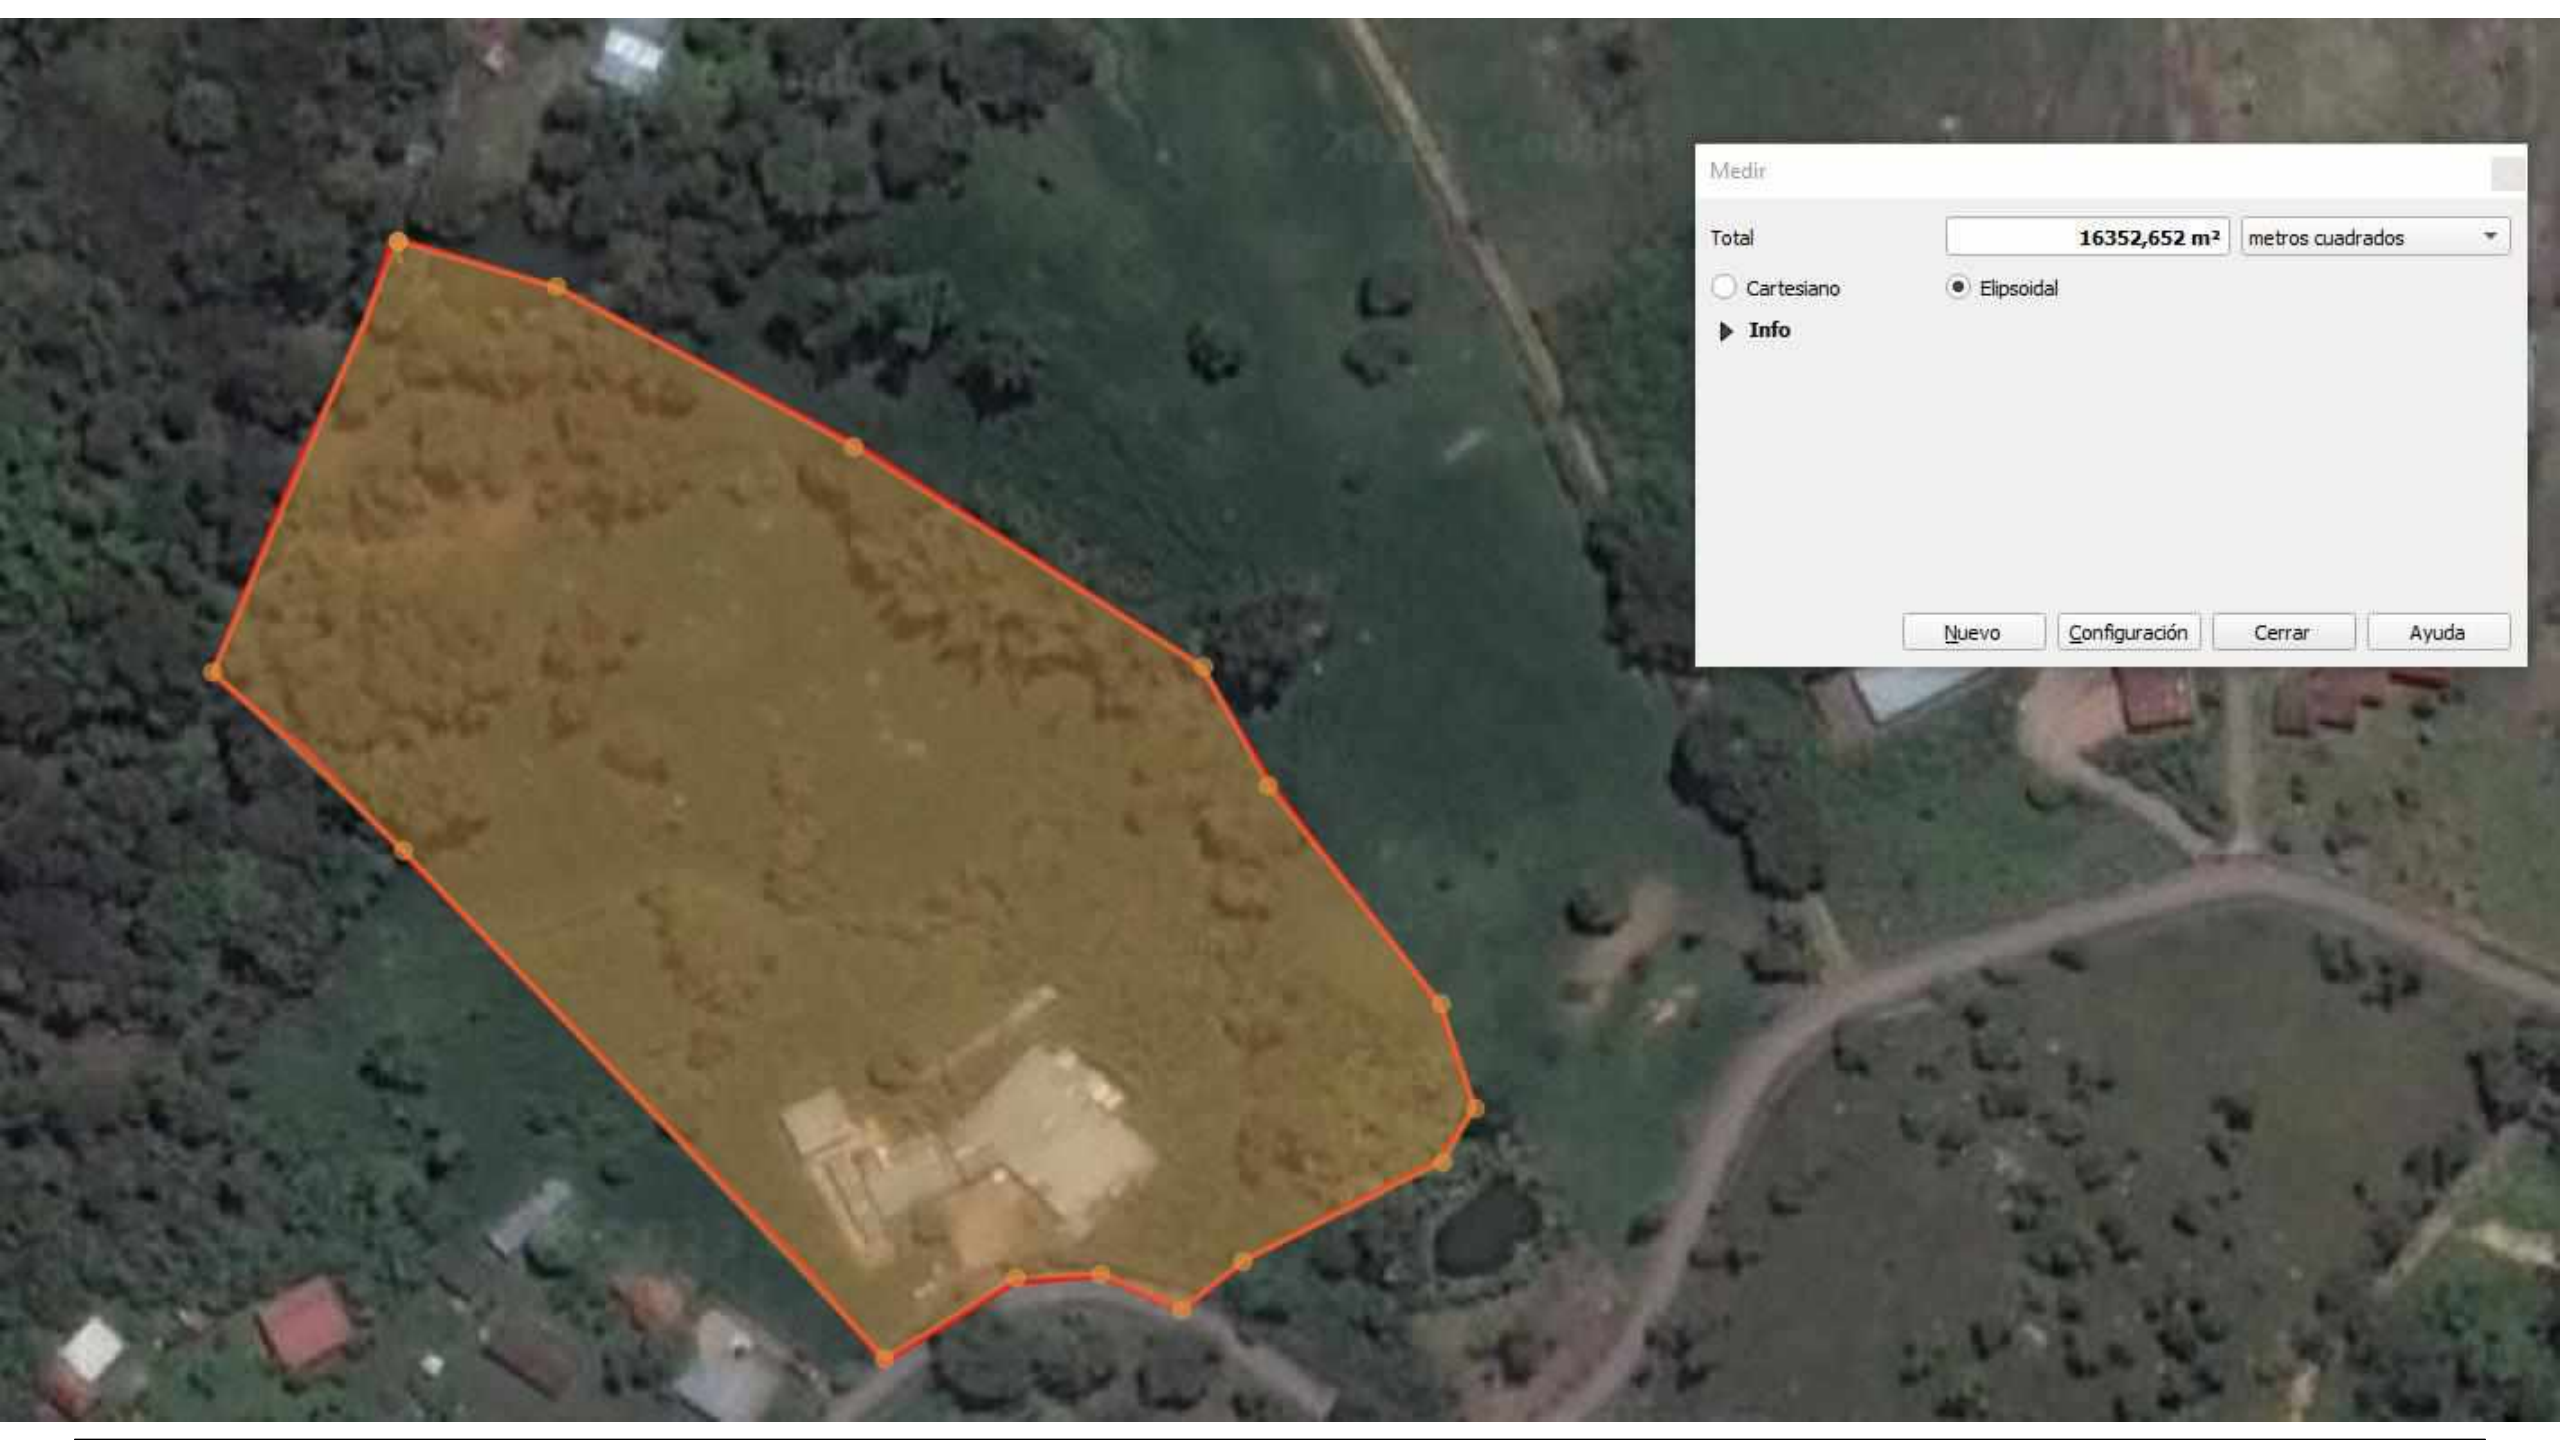 Medir
Total 16352,652 m² metros cuadrados
Cartesiano Elipsoidal
Info
Nuevo Configuración Cerrar Ayuda